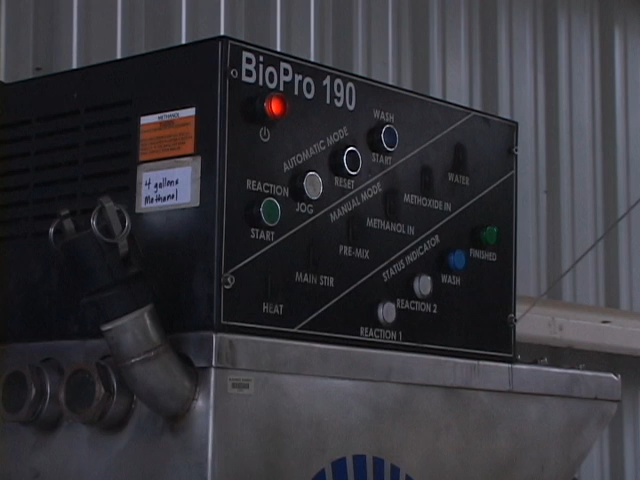 BioPro 190
METHANOL
4 gallons
Methanol
WASH
START
AUTOMATIC MODE
RESET
JOG
REACTION
START
MANUAL MODE
WATER
METHOXIDE IN
METHANOL IN
PRE-MIX
MAIN STIR
HEAT
STATUS INDICATOR
FINISHED
WASH
REACTION 2
REACTION 1